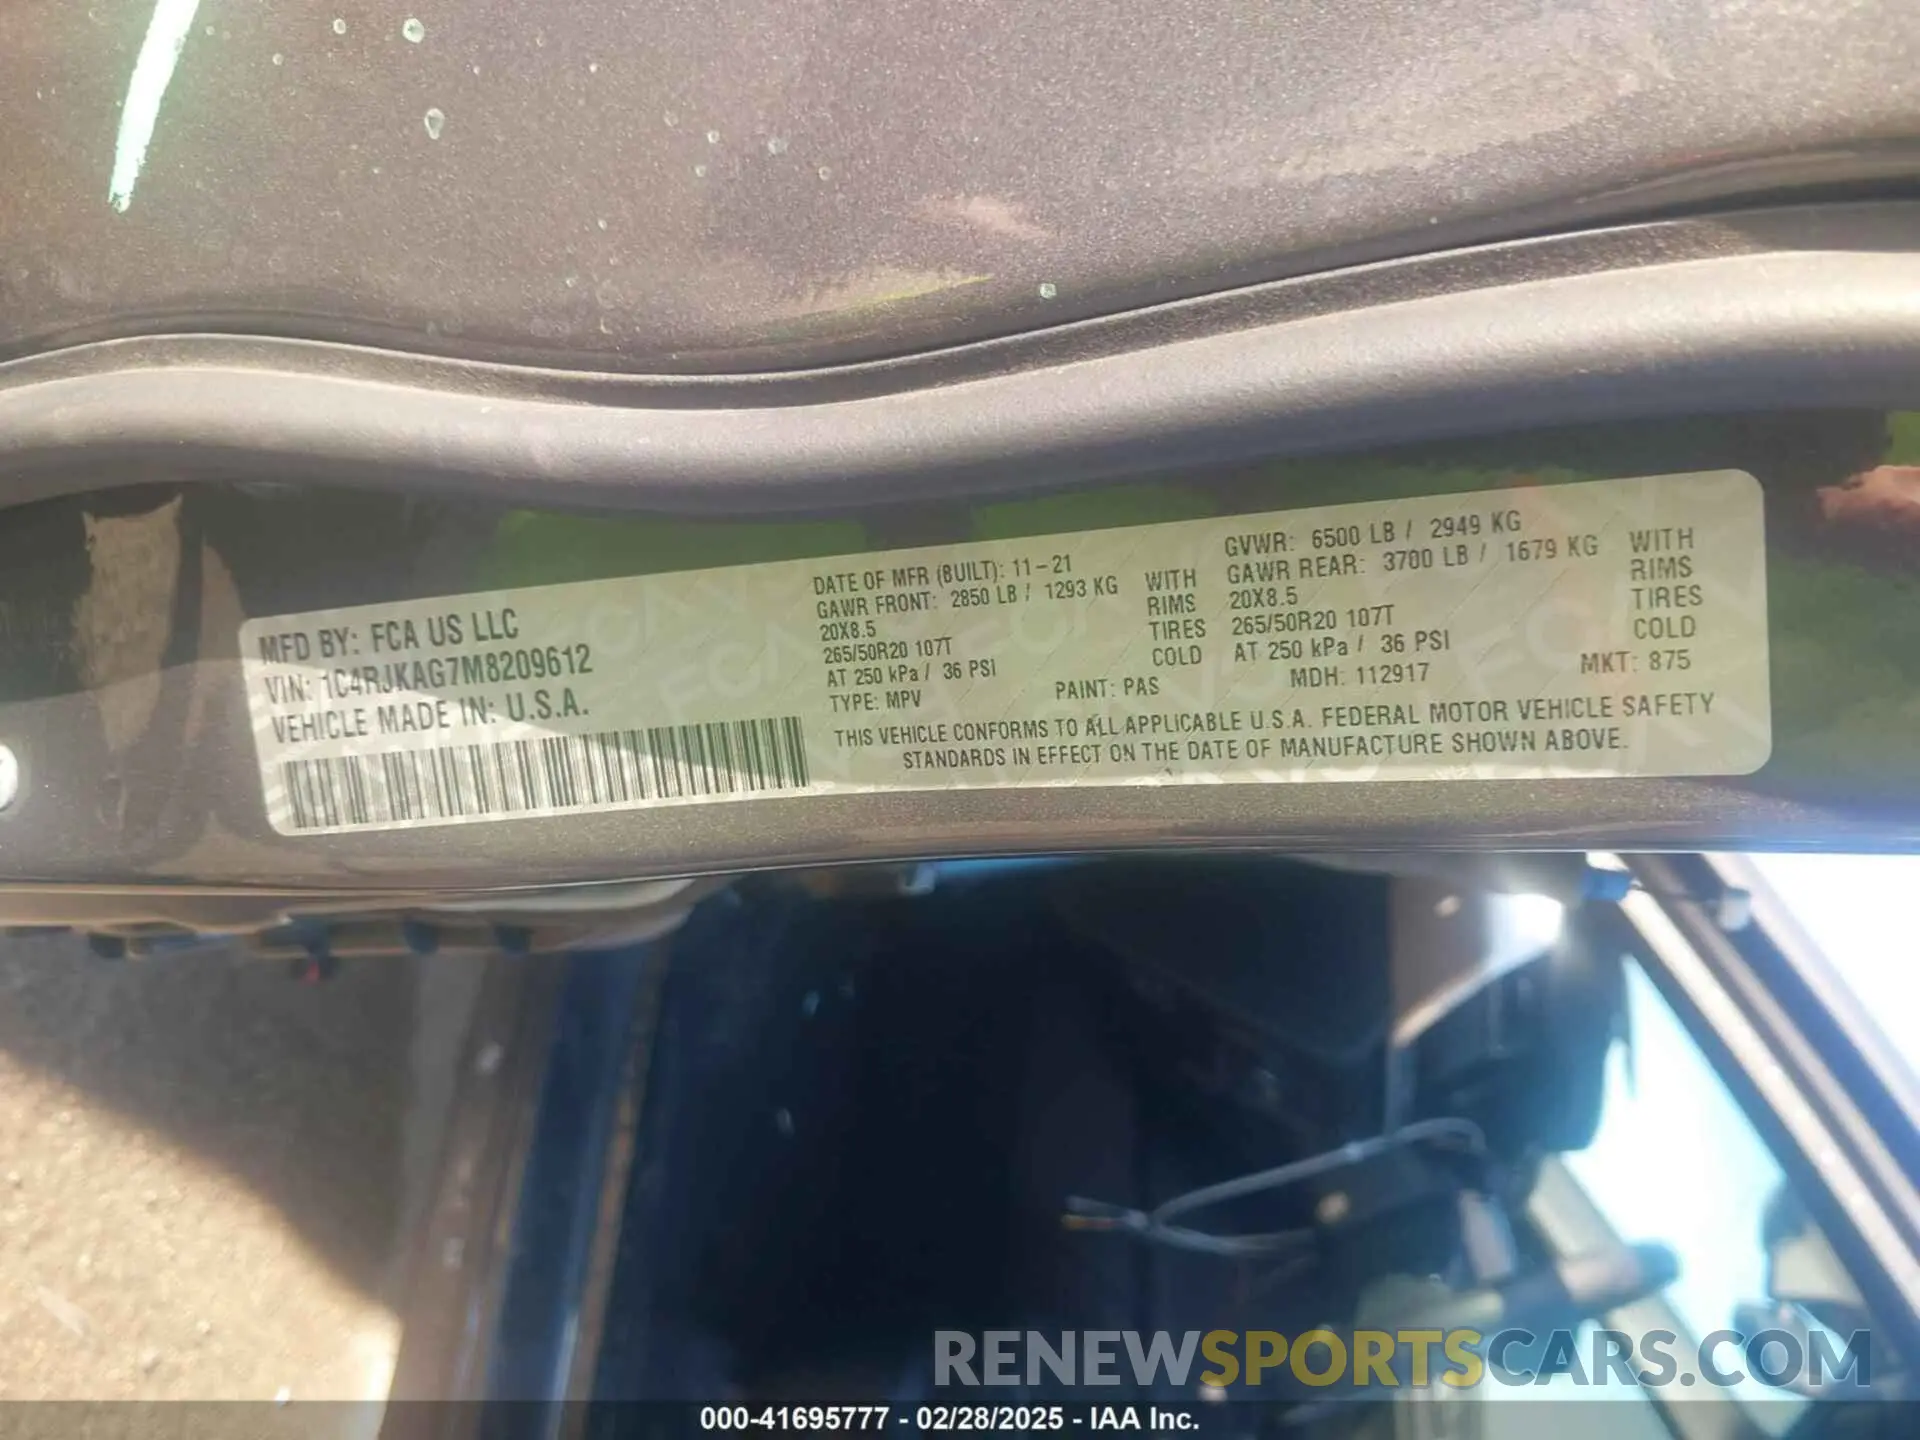 MFD BY: FCA US LLC
VIN: 1C4RJKAG7M8209612
VEHICLE MADE IN: U.S.A.
DATE OF MFR (BUILT): 11-21
GAWR FRONT: 2850 LB / 1293 KG WITH
20X8.5 RIMS
265/50R20 107T TIRES
AT 250 kPa / 36 PSI COLD
TYPE: MPV
PAINT: PAS
GVWR: 6500 LB / 2949 KG
GAWR REAR: 3700 LB / 1679 KG WITH
20X8.5 RIMS
265/50R20 107T TIRES
AT 250 kPa / 36 PSI COLD
MDH: 112917
MKT: 875
THIS VEHICLE CONFORMS TO ALL APPLICABLE U.S.A. FEDERAL MOTOR VEHICLE SAFETY
STANDARDS IN EFFECT ON THE DATE OF MANUFACTURE SHOWN ABOVE.
RENEWSPORTSCARS.COM
000-41695777 - 02/28/2025 - IAA Inc.